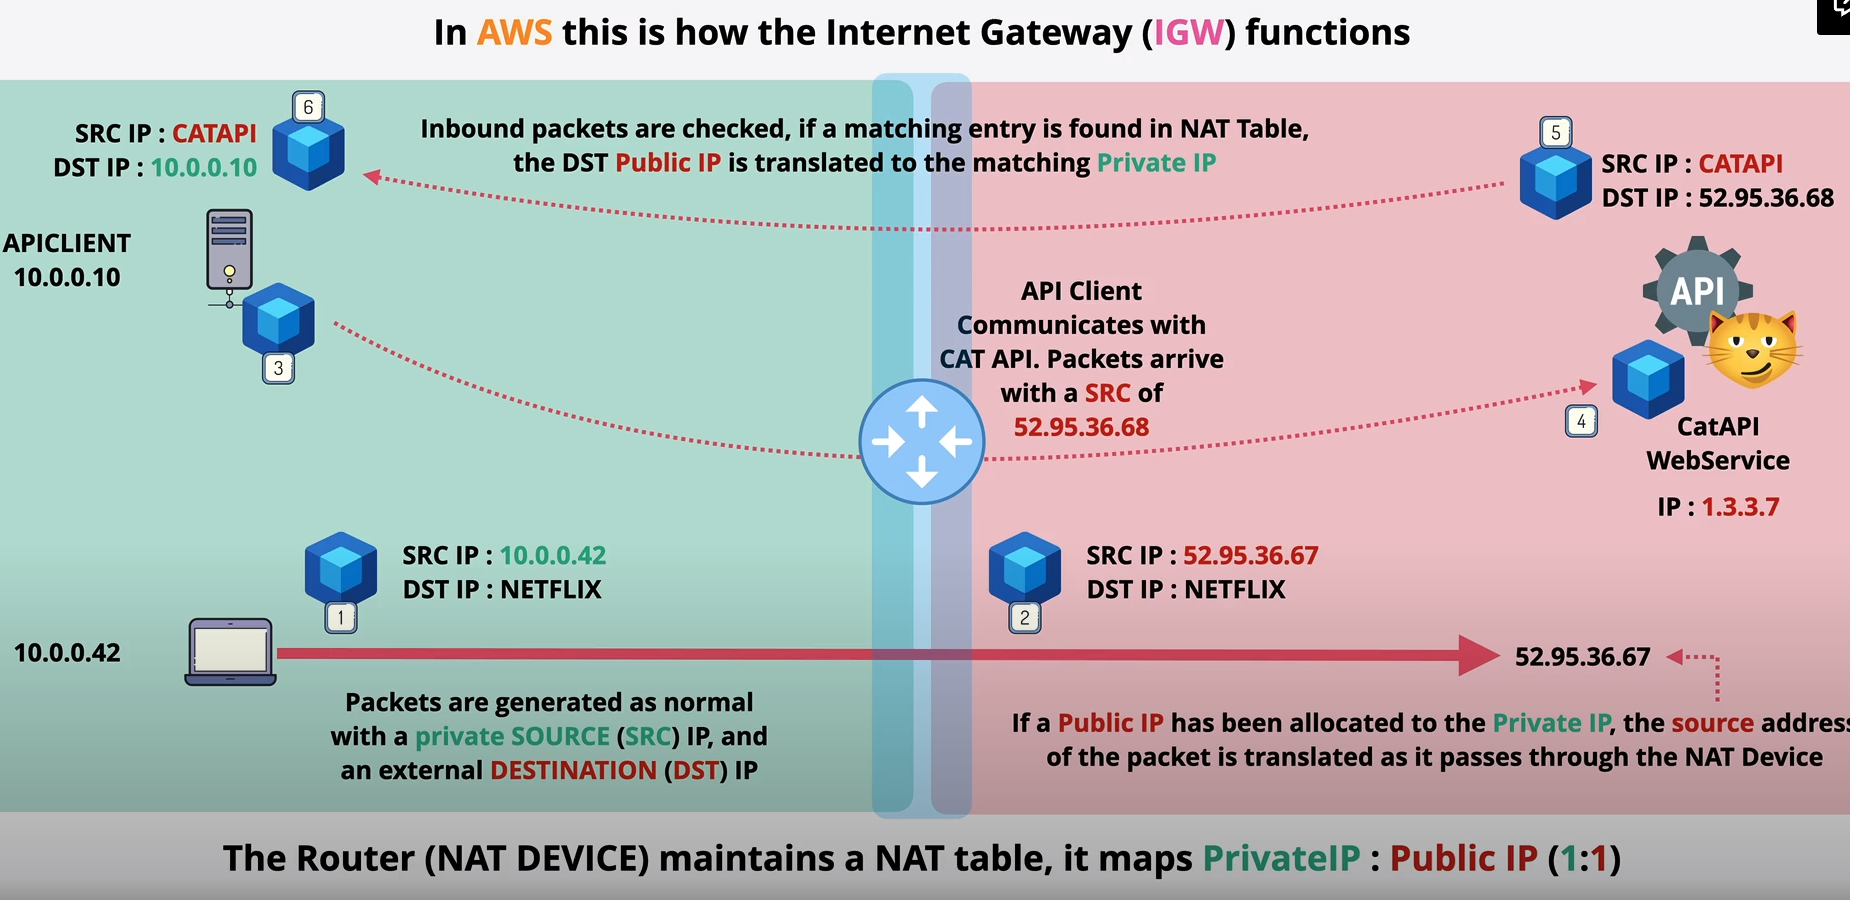 In AWS this is how the Internet Gateway (IGW) functions
6
SRC IP : CATAPI
DST IP : 10.0.0.10
Inbound packets are checked, if a matching entry is found in NAT Table,
the DST Public IP is translated to the matching Private IP
5
SRC IP : CATAPI
DST IP : 52.95.36.68
APICLIENT
10.0.0.10
3
API Client
Communicates with
CAT API. Packets arrive
with a SRC of
52.95.36.68
API
4
CatAPI
WebService
IP : 1.3.3.7
SRC IP : 10.0.0.42
DST IP : NETFLIX
1
SRC IP : 52.95.36.67
DST IP : NETFLIX
2
10.0.0.42
52.95.36.67
Packets are generated as normal
with a private SOURCE (SRC) IP, and
an external DESTINATION (DST) IP
If a Public IP has been allocated to the Private IP, the source address
of the packet is translated as it passes through the NAT Device
The Router (NAT DEVICE) maintains a NAT table, it maps PrivateIP : Public IP (1:1)